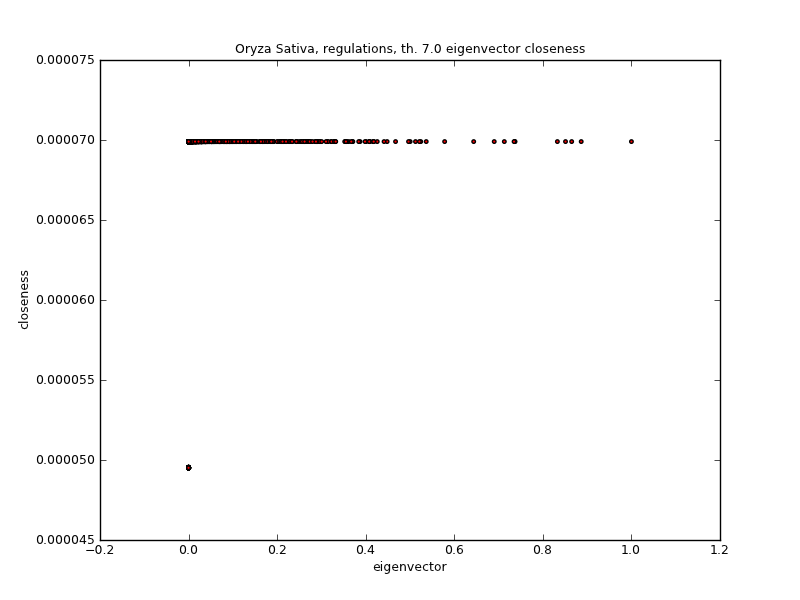 Oryza Sativa, regulations, th. 7.0 eigenvector closeness
0.000075
0.000070
0.000065
0.000060
0.000055
0.000050
0.000045
closeness
−0.2 0.0 0.2 0.4 0.6 0.8 1.0 1.2
eigenvector